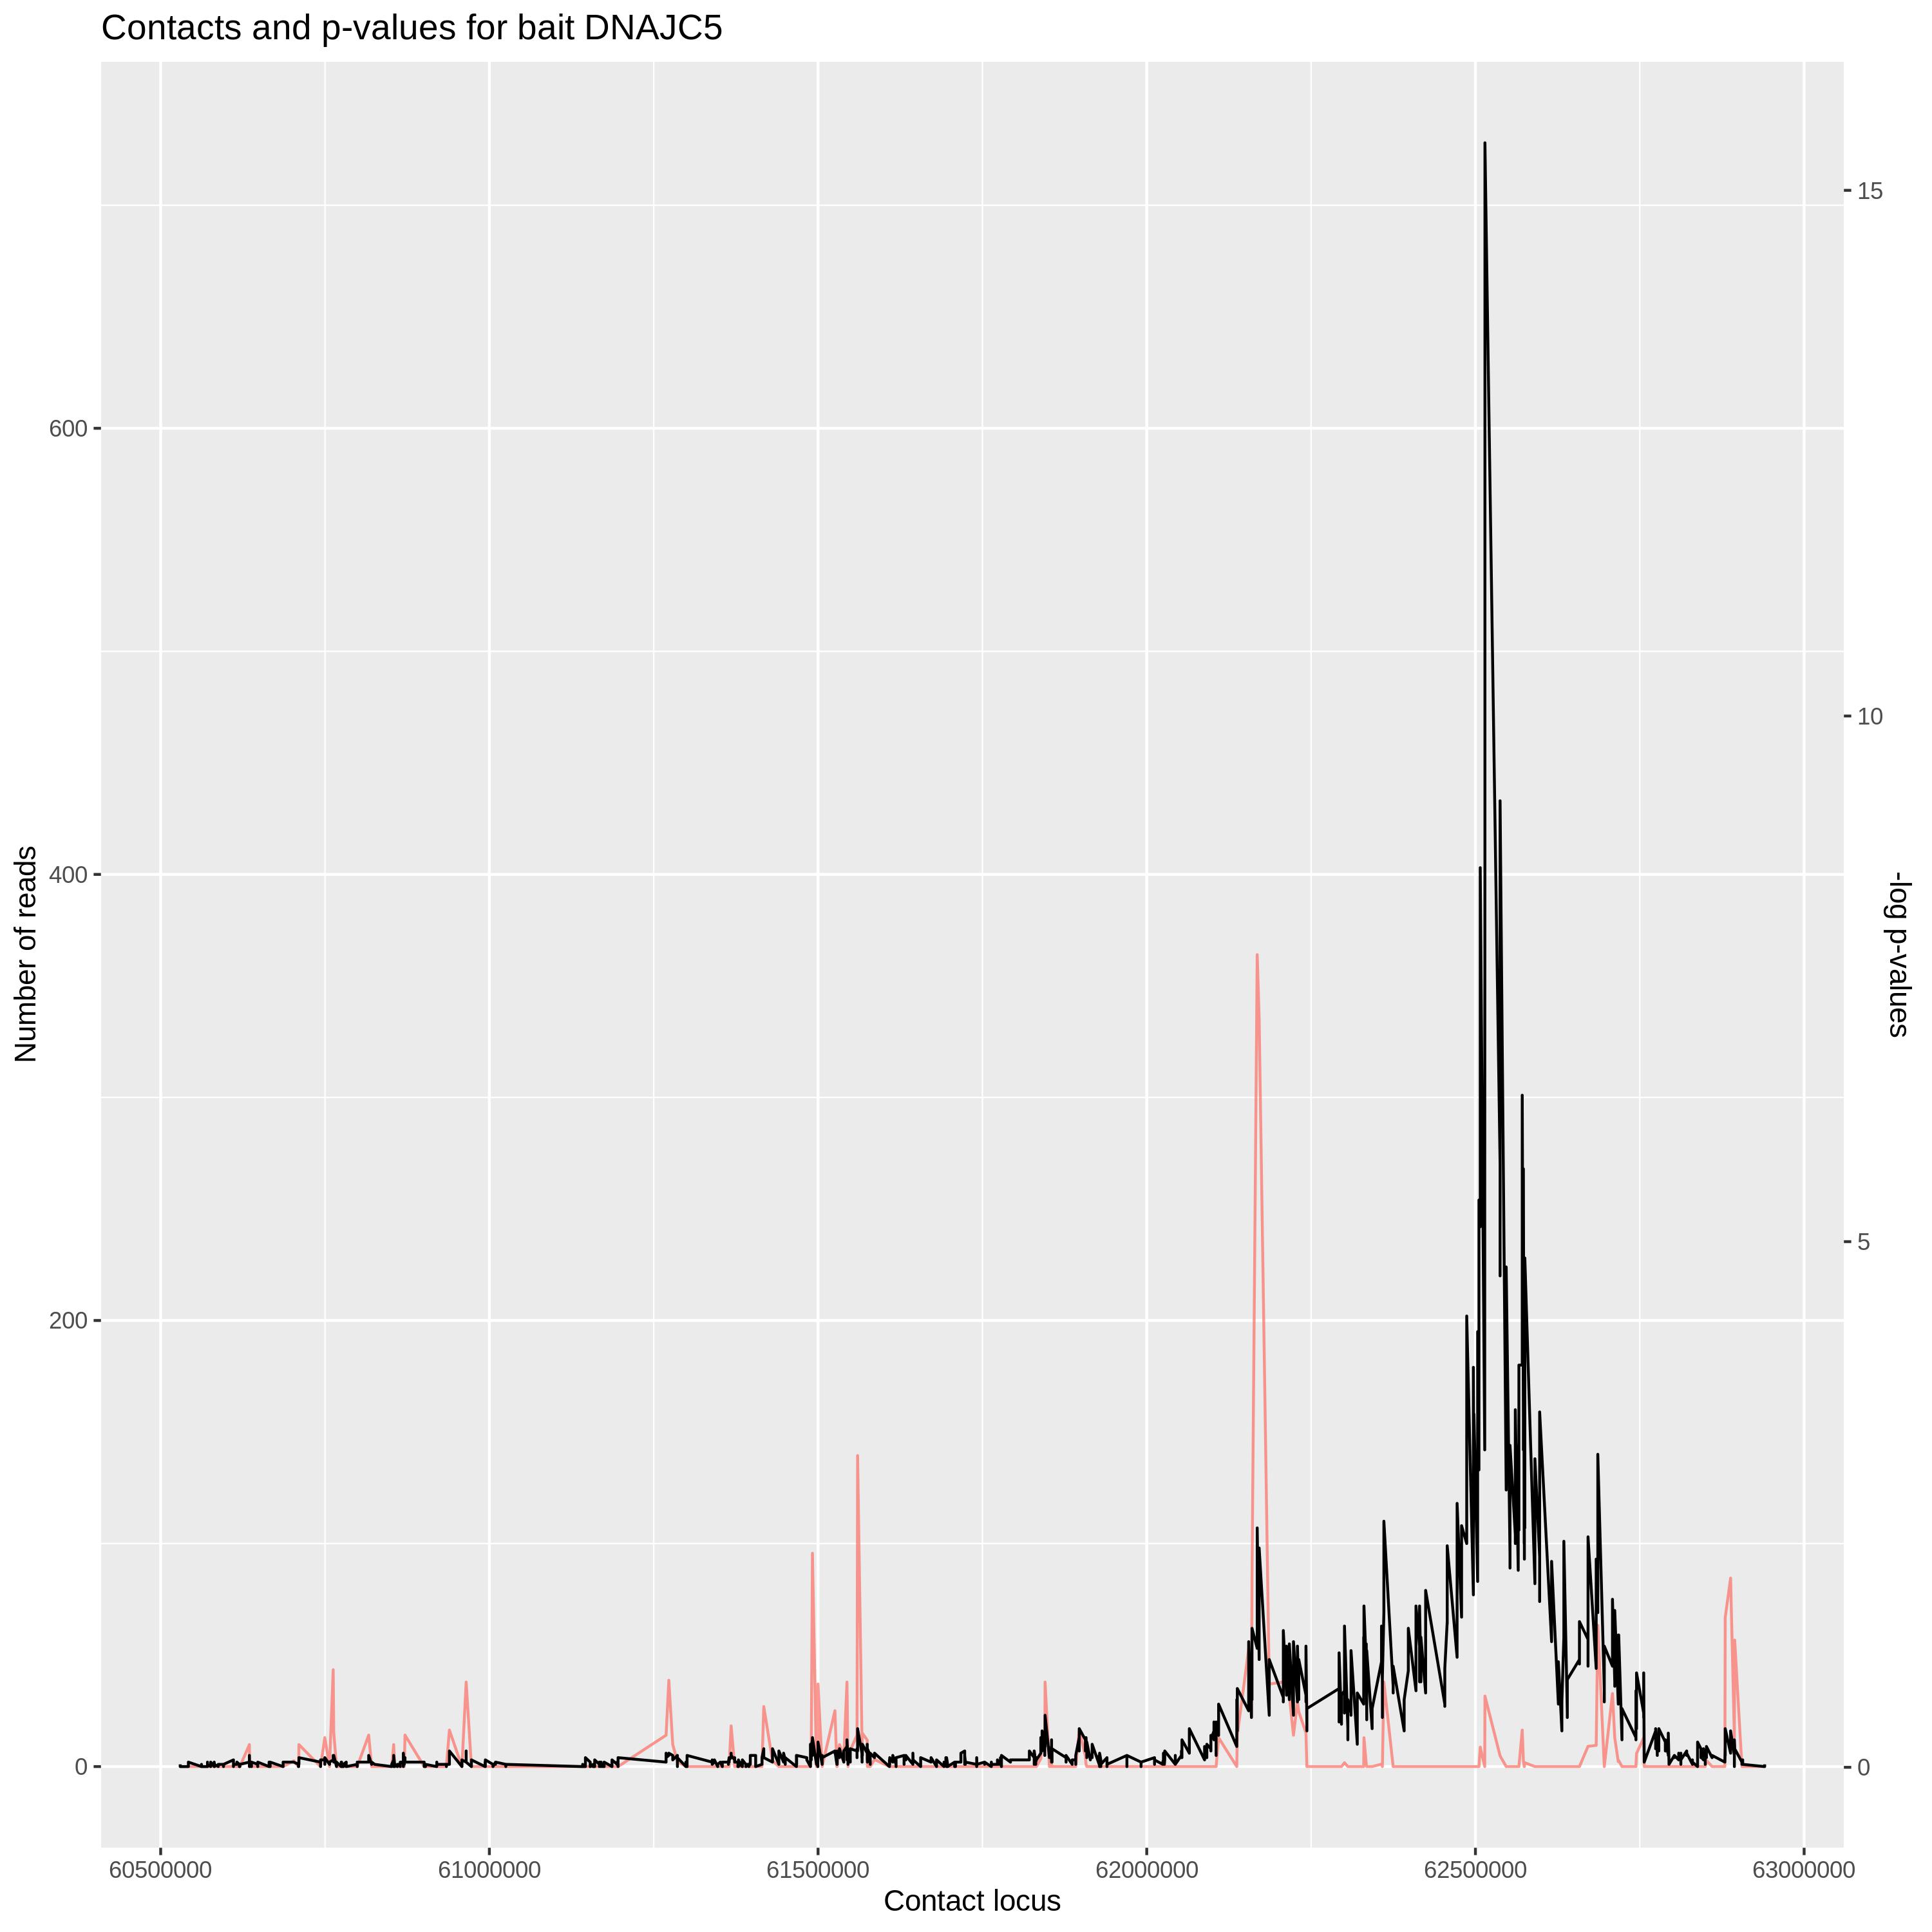 Contacts and p-values for bait DNAJC5
Number of reads
600
400
200
0
15
10
5
0
-log p-values
60500000 61000000 61500000 62000000 62500000 63000000
Contact locus